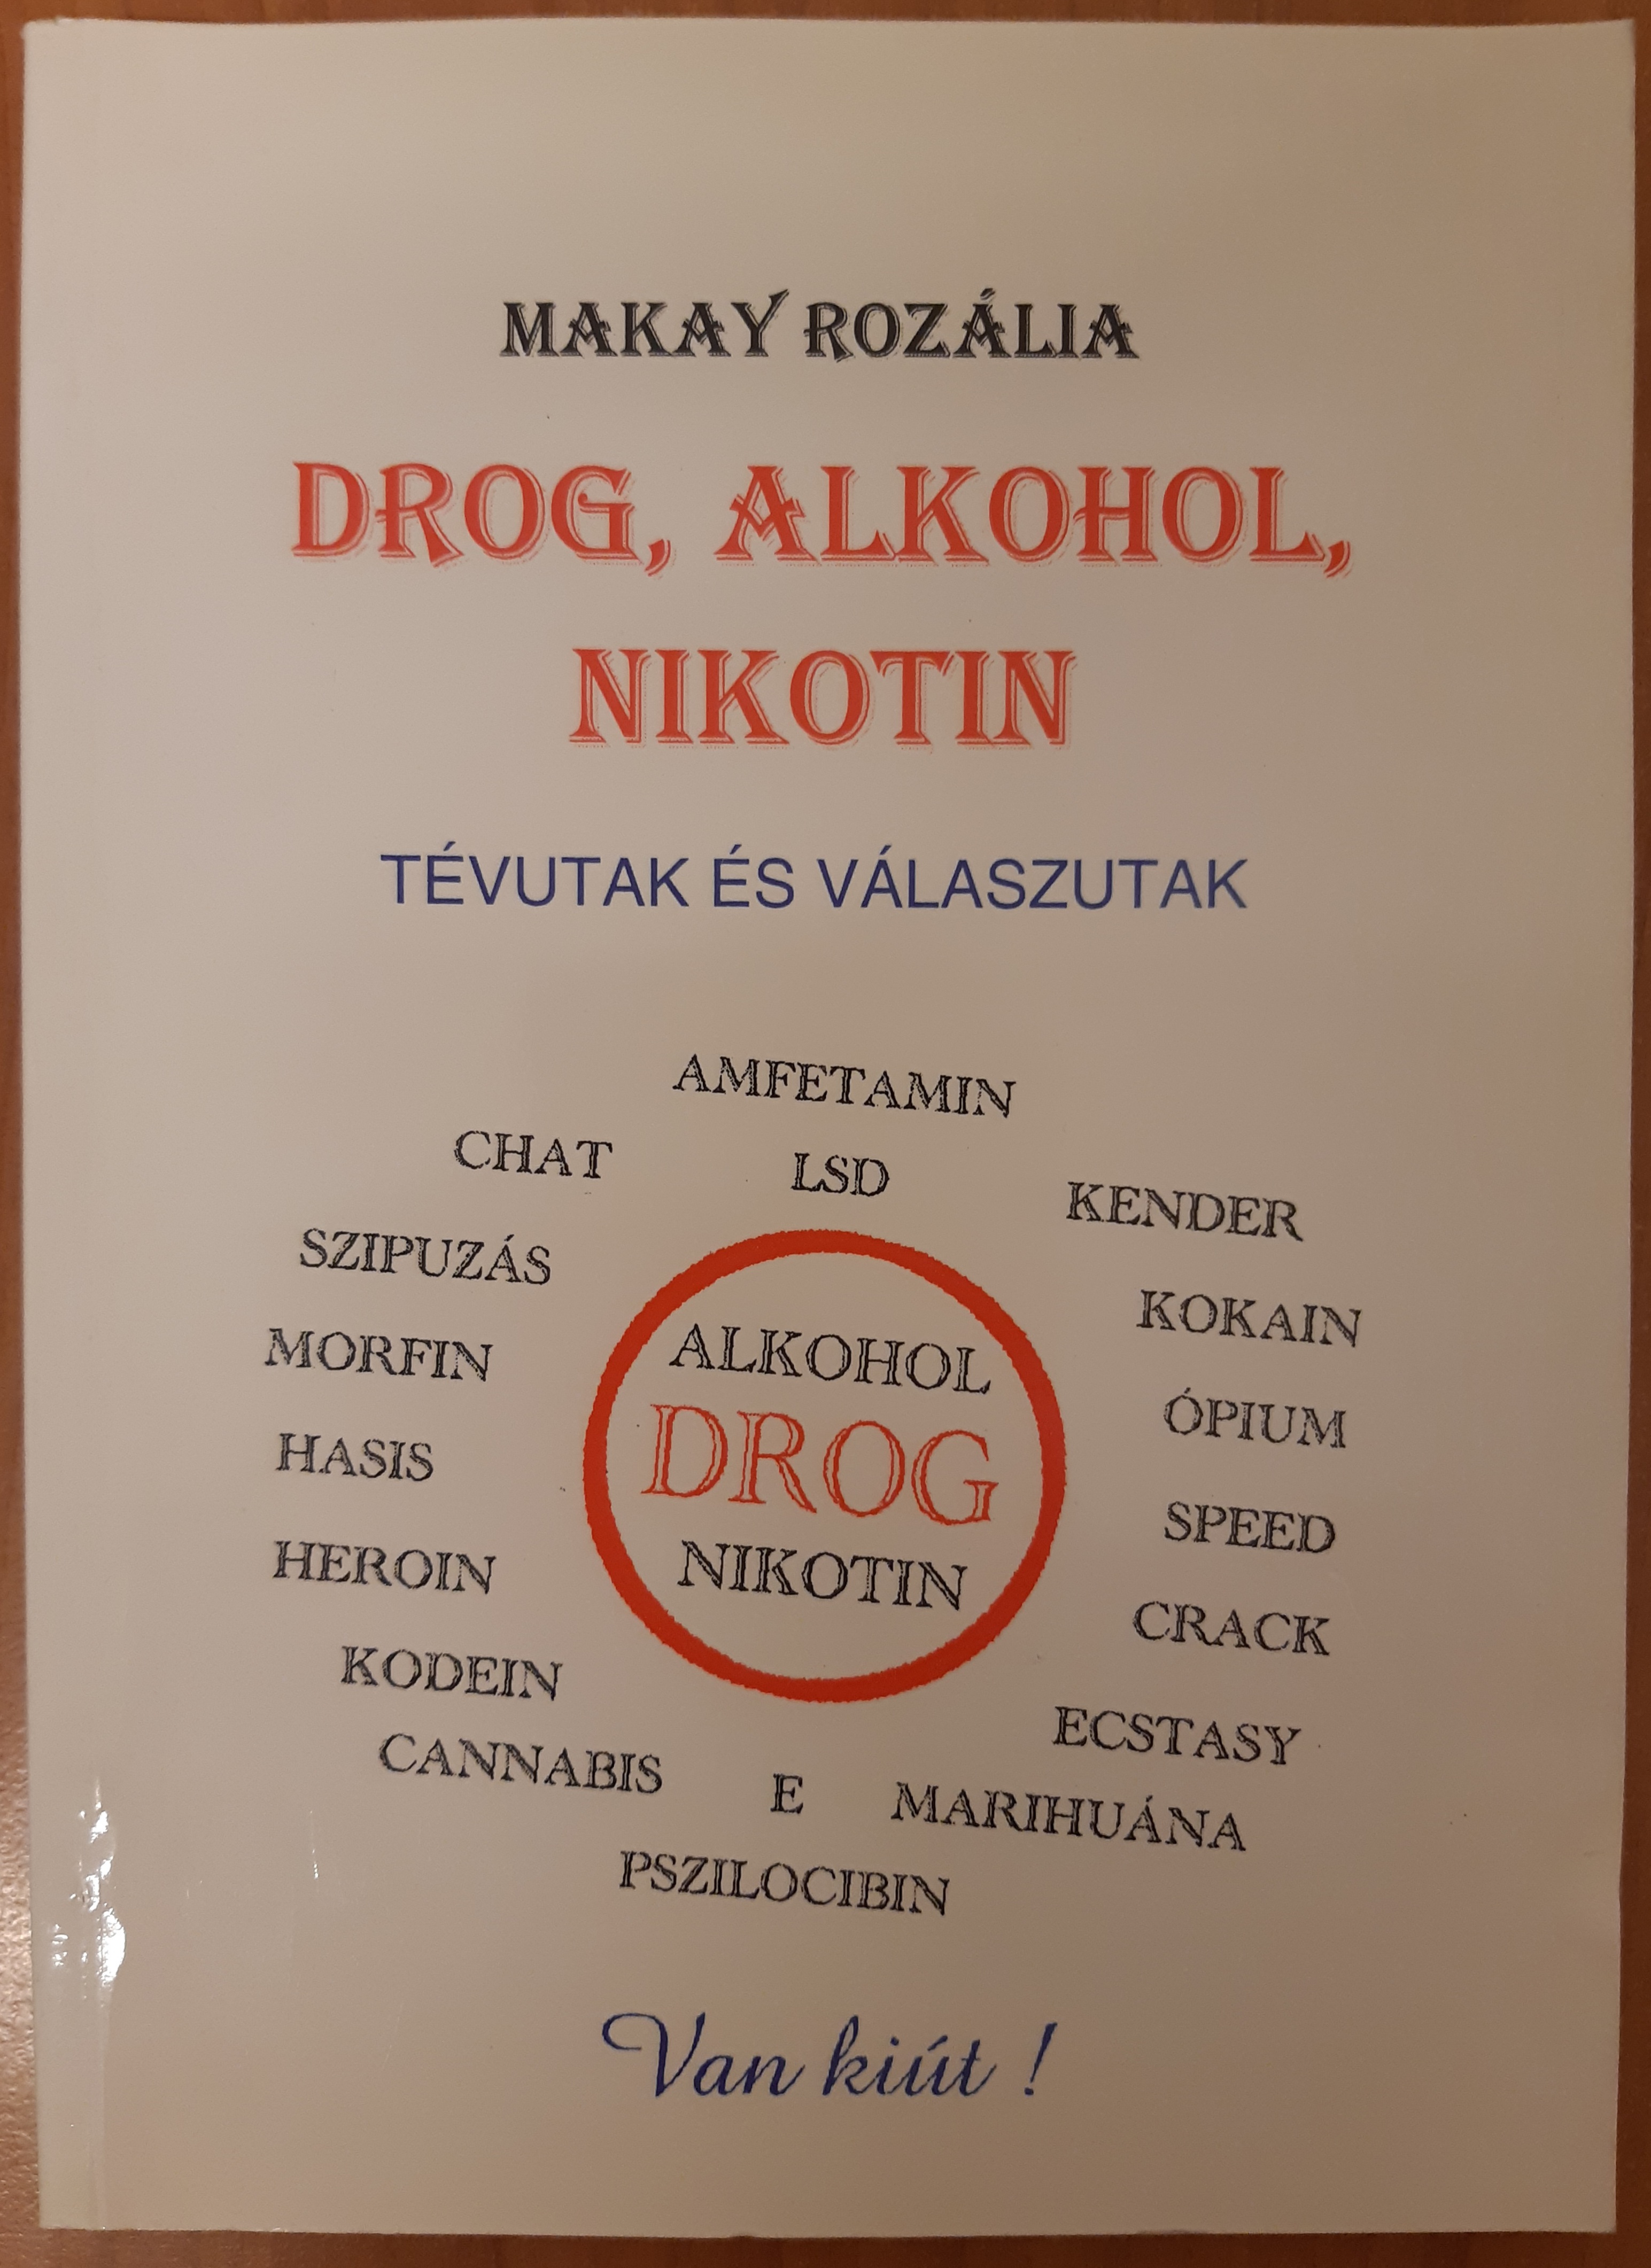 MAKAY ROZÁLIA
DROG, ALKOHOL,
NIKOTIN
TÉVUTAK ÉS VÁLASZUTAK
AMFETAMIN
CHAT
LSD
KENDER
SZIPUZÁS
KOKAIN
MORFIN
ALKOHOL
ÓPIUM
HASIS
DROG
SPEED
HEROIN
NIKOTIN
CRACK
KODEIN
ECSTASY
CANNABIS
E
MARIHUÁNA
PSZILOCIBIN
Van kiút !